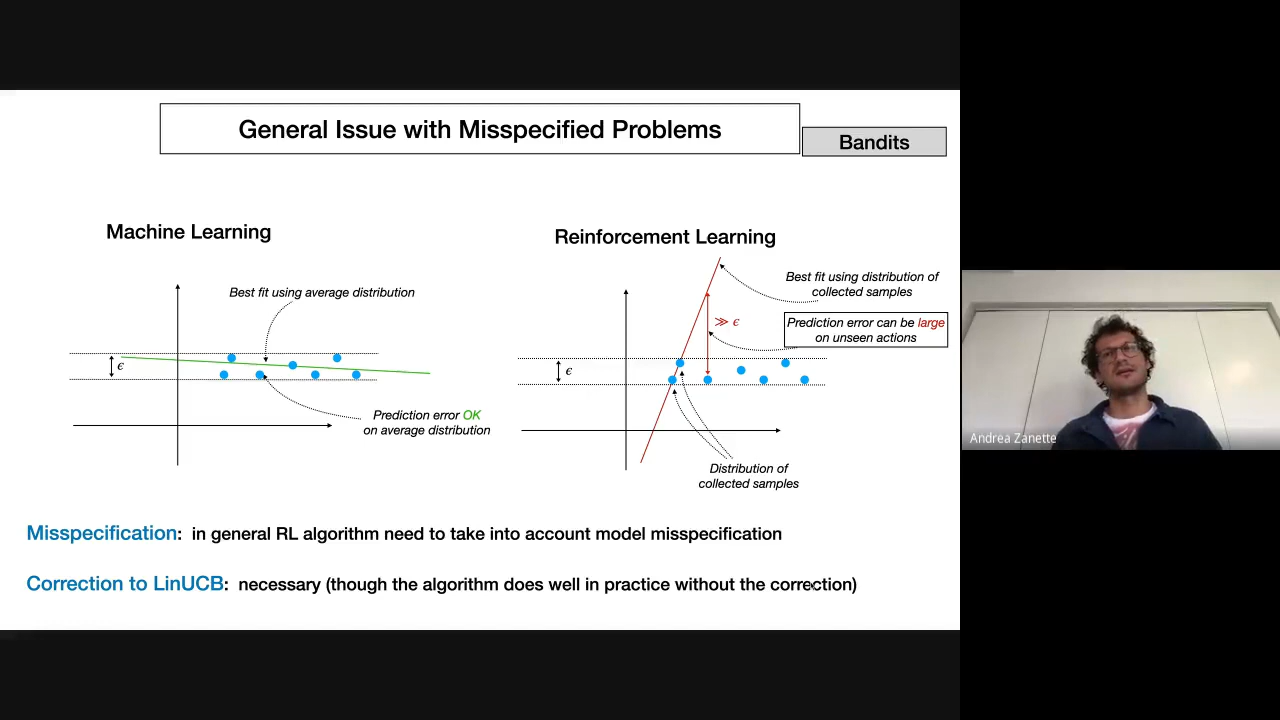 General Issue with Misspecified Problems
Bandits
Machine Learning
Best fit using average distribution
ϵ
Prediction error OK
on average distribution
Reinforcement Learning
Best fit using distribution of
collected samples
≫ ϵ
Prediction error can be large
on unseen actions
ϵ
Distribution of
collected samples
Misspecification: in general RL algorithm need to take into account model misspecification
Correction to LinUCB: necessary (though the algorithm does well in practice without the correction)
Andrea Zanette